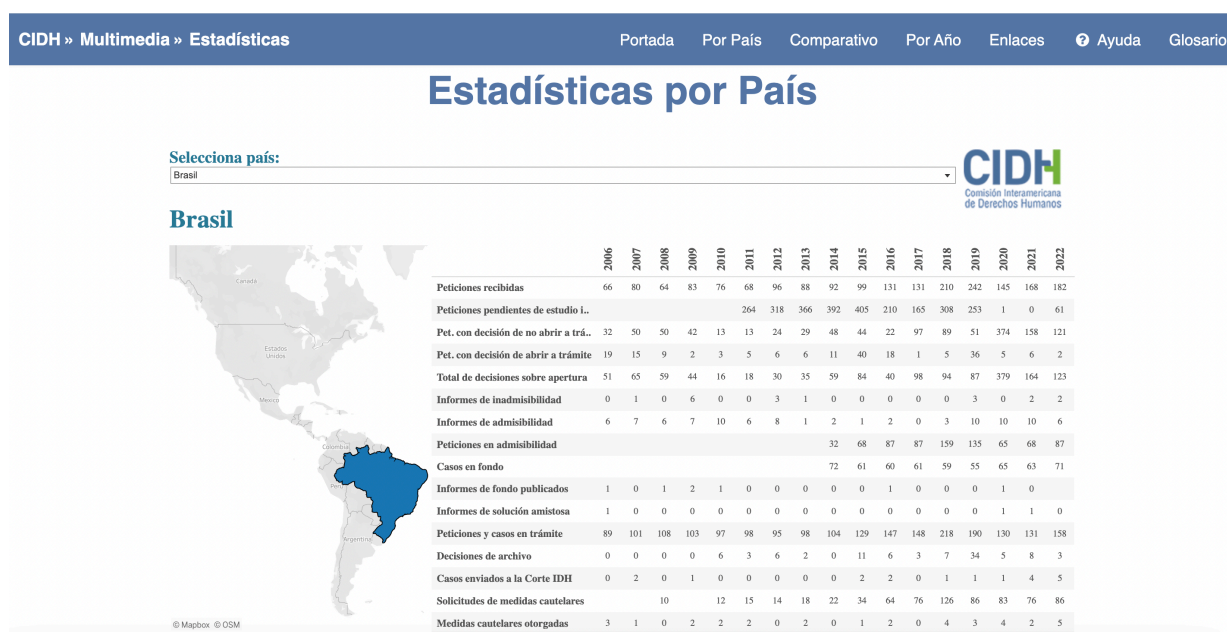 CIDH » Multimedia » Estadísticas Portada Por País Comparativo Por Año Enlaces ? Ayuda Glosario
Estadísticas por País
Selecciona país:
Brasil
CIDH
Comisión Interamericana
de Derechos Humanos
Brasil
Canadá
Estados
Unidos
México
Colombia
Perú
Argentina
© Mapbox © OSM
2006 2007 2008 2009 2010 2011 2012 2013 2014 2015 2016 2017 2018 2019 2020 2021 2022
Peticiones recibidas 66 80 64 83 76 68 96 88 92 99 131 131 210 242 145 168 182
Peticiones pendientes de estudio i.. 264 318 366 392 405 210 165 308 253 1 0 61
Pet. con decisión de no abrir a trá.. 32 50 50 42 13 13 24 29 48 44 22 97 89 51 374 158 121
Pet. con decisión de abrir a trámite 19 15 9 2 3 5 6 6 11 40 18 1 5 36 5 6 2
Total de decisiones sobre apertura 51 65 59 44 16 18 30 35 59 84 40 98 94 87 379 164 123
Informes de inadmisibilidad 0 1 0 6 0 0 3 1 0 0 0 0 0 3 0 2 2
Informes de admisibilidad 6 7 6 7 10 6 8 1 2 1 2 0 3 10 10 10 6
Peticiones en admisibilidad 32 68 87 87 159 135 65 68 87
Casos en fondo 72 61 60 61 59 55 65 63 71
Informes de fondo publicados 1 0 1 2 1 0 0 0 0 0 1 0 0 0 1 0
Informes de solución amistosa 1 0 0 0 0 0 0 0 0 0 0 0 0 0 1 1 0
Peticiones y casos en trámite 89 101 108 103 97 98 95 98 104 129 147 148 218 190 130 131 158
Decisiones de archivo 0 0 0 0 6 3 6 2 0 11 6 3 7 34 5 8 3
Casos enviados a la Corte IDH 0 2 0 1 0 0 0 0 0 2 2 0 1 1 1 4 5
Solicitudes de medidas cautelares 10 12 15 14 18 22 34 64 76 126 86 83 76 86
Medidas cautelares otorgadas 3 1 0 2 2 2 0 2 0 1 2 0 4 3 4 2 5